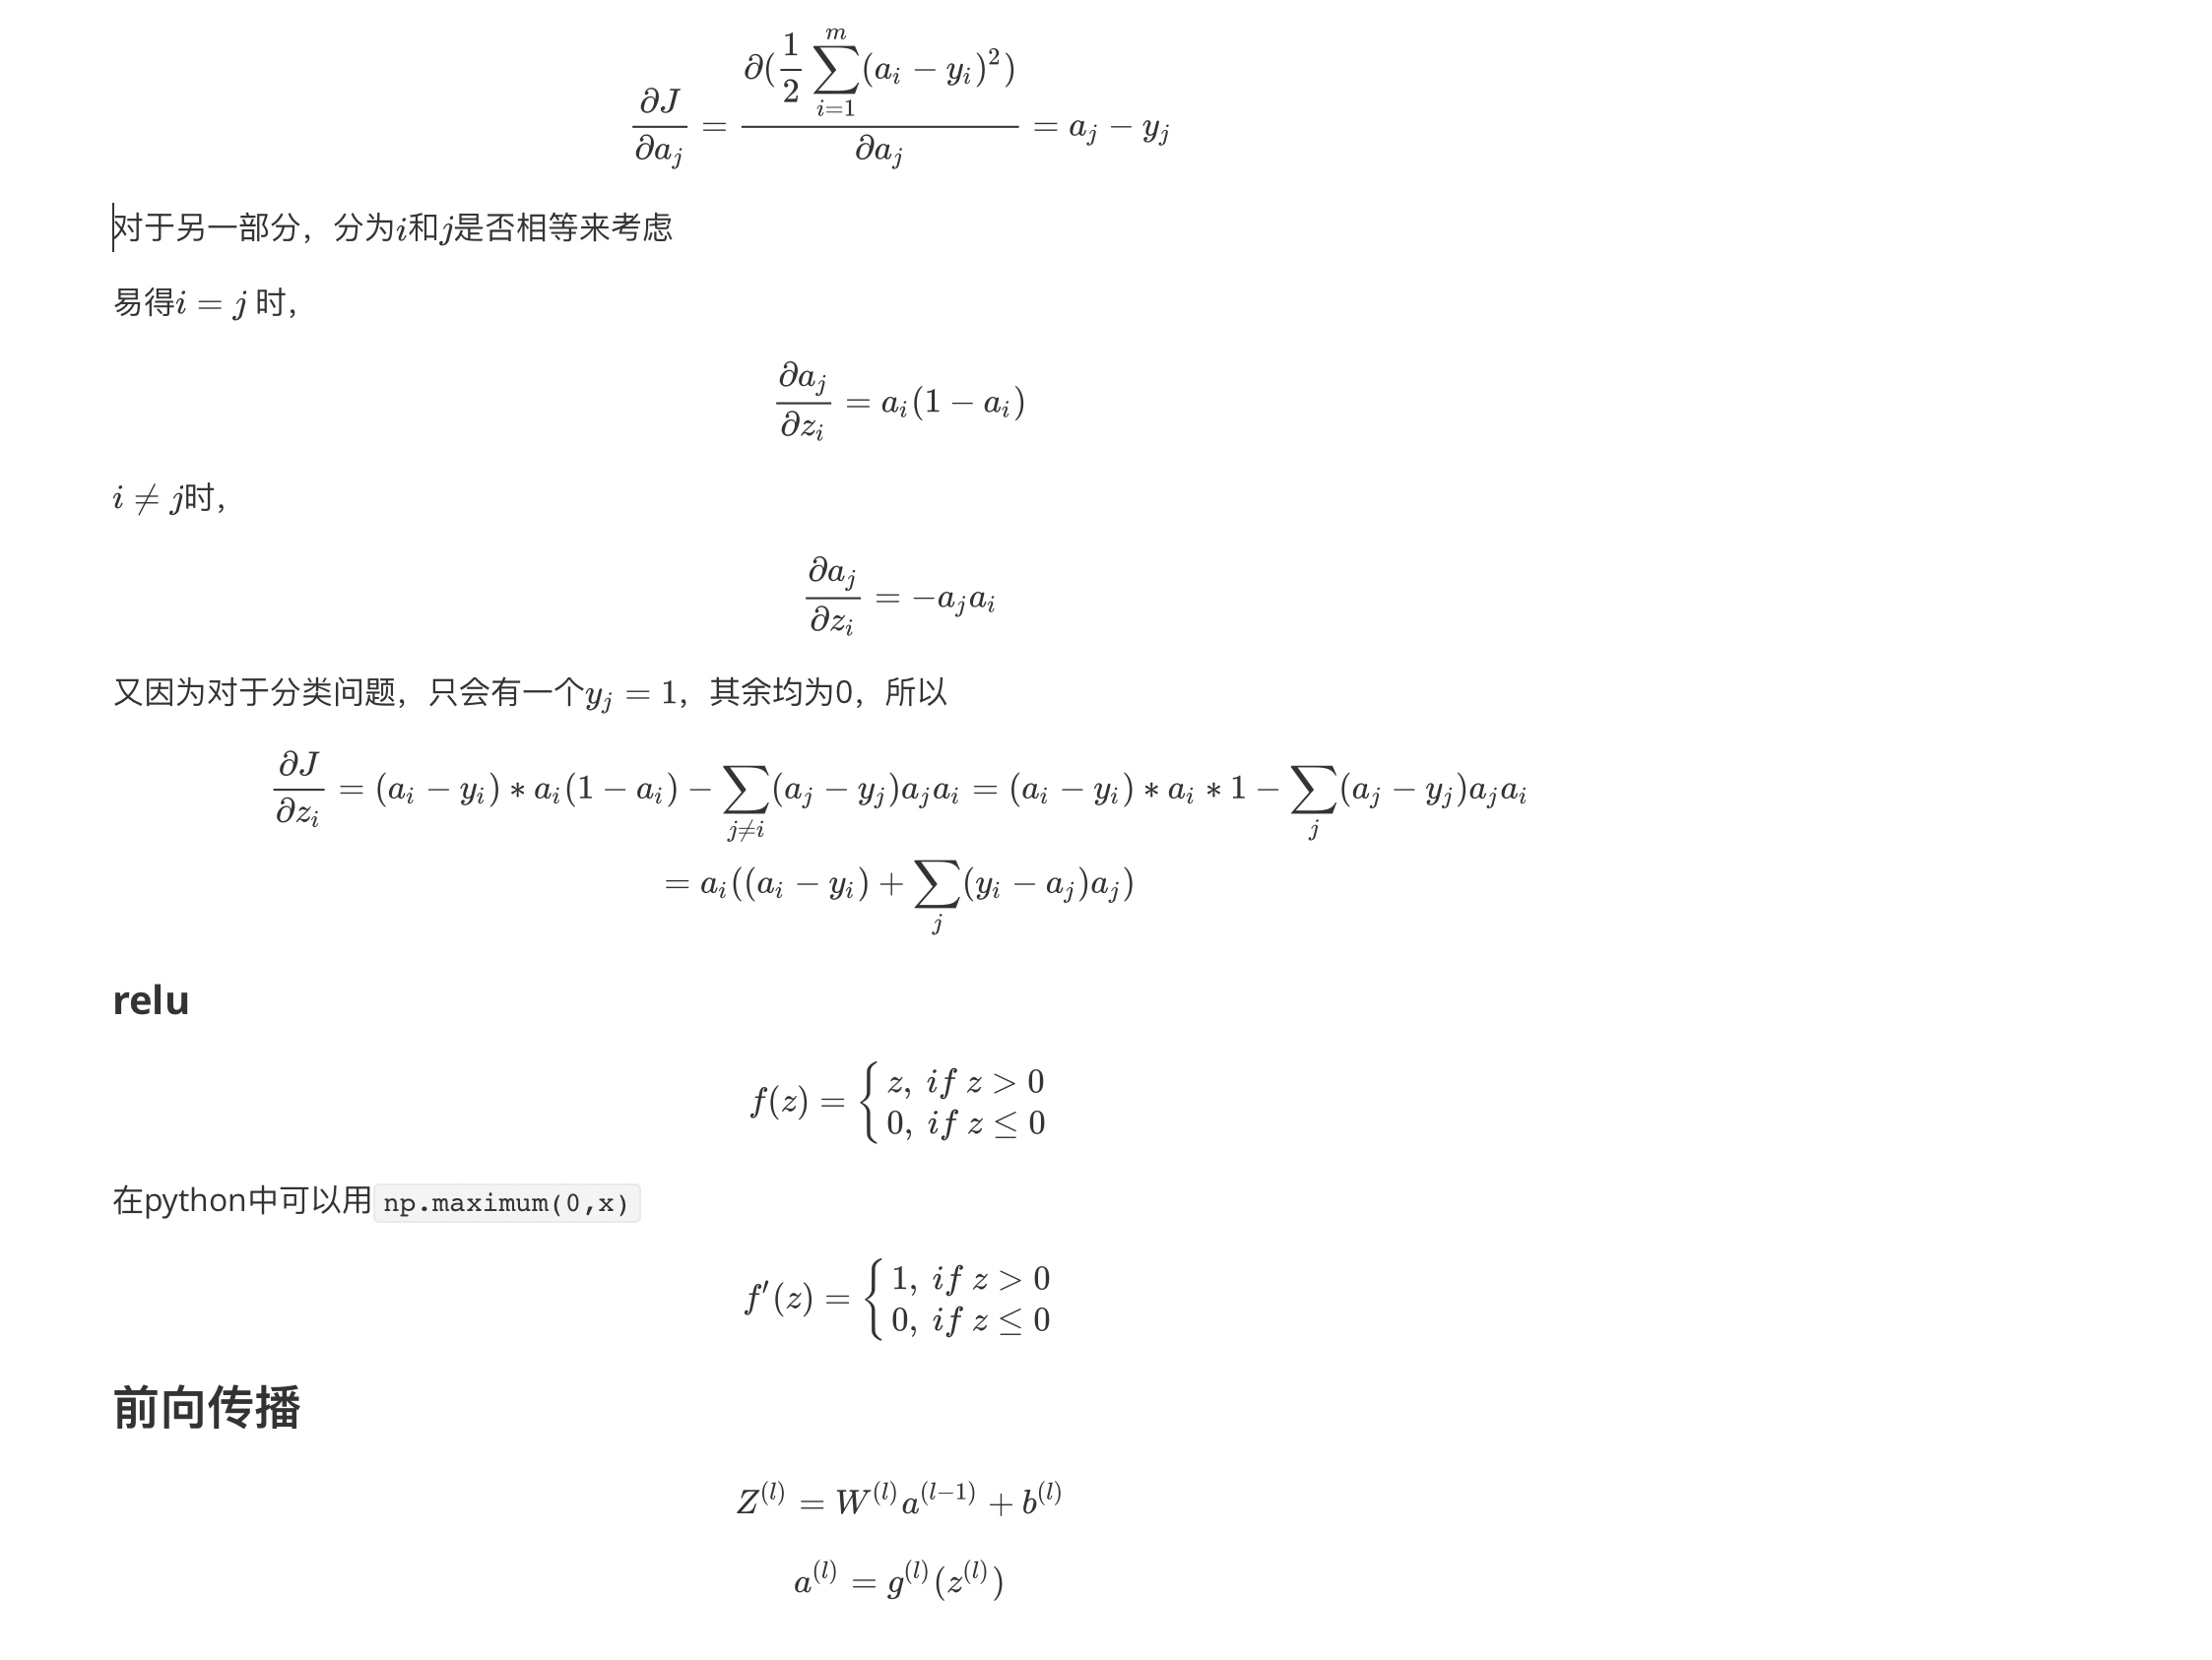 $$\frac{\partial J}{\partial a_j} = \frac{\partial(\frac{1}{2}\sum_{i=1}^{m}(a_i - y_i)^2)}{\partial a_j} = a_j - y_j$$
对于另一部分，分为$i$和$j$是否相等来考虑
易得$i = j$ 时，
$$\frac{\partial a_j}{\partial z_i} = a_i(1 - a_i)$$
$i \neq j$时，
$$\frac{\partial a_j}{\partial z_i} = -a_j a_i$$
又因为对于分类问题，只会有一个$y_j = 1$，其余均为0，所以
$$\frac{\partial J}{\partial z_i} = (a_i - y_i) * a_i(1 - a_i) - \sum_{j \neq i}(a_j - y_j)a_j a_i = (a_i - y_i) * a_i * 1 - \sum_{j}(a_j - y_j)a_j a_i$$
$$= a_i((a_i - y_i) + \sum_{j}(y_i - a_j)a_j)$$
relu
$$f(z) = \begin{cases} z, \ if \ z > 0 \\ 0, \ if \ z \leq 0 \end{cases}$$
在python中可以用np.maximum(0,x)
$$f'(z) = \begin{cases} 1, \ if \ z > 0 \\ 0, \ if \ z \leq 0 \end{cases}$$
前向传播
$$Z^{(l)} = W^{(l)}a^{(l-1)} + b^{(l)}$$
$$a^{(l)} = g^{(l)}(z^{(l)})$$